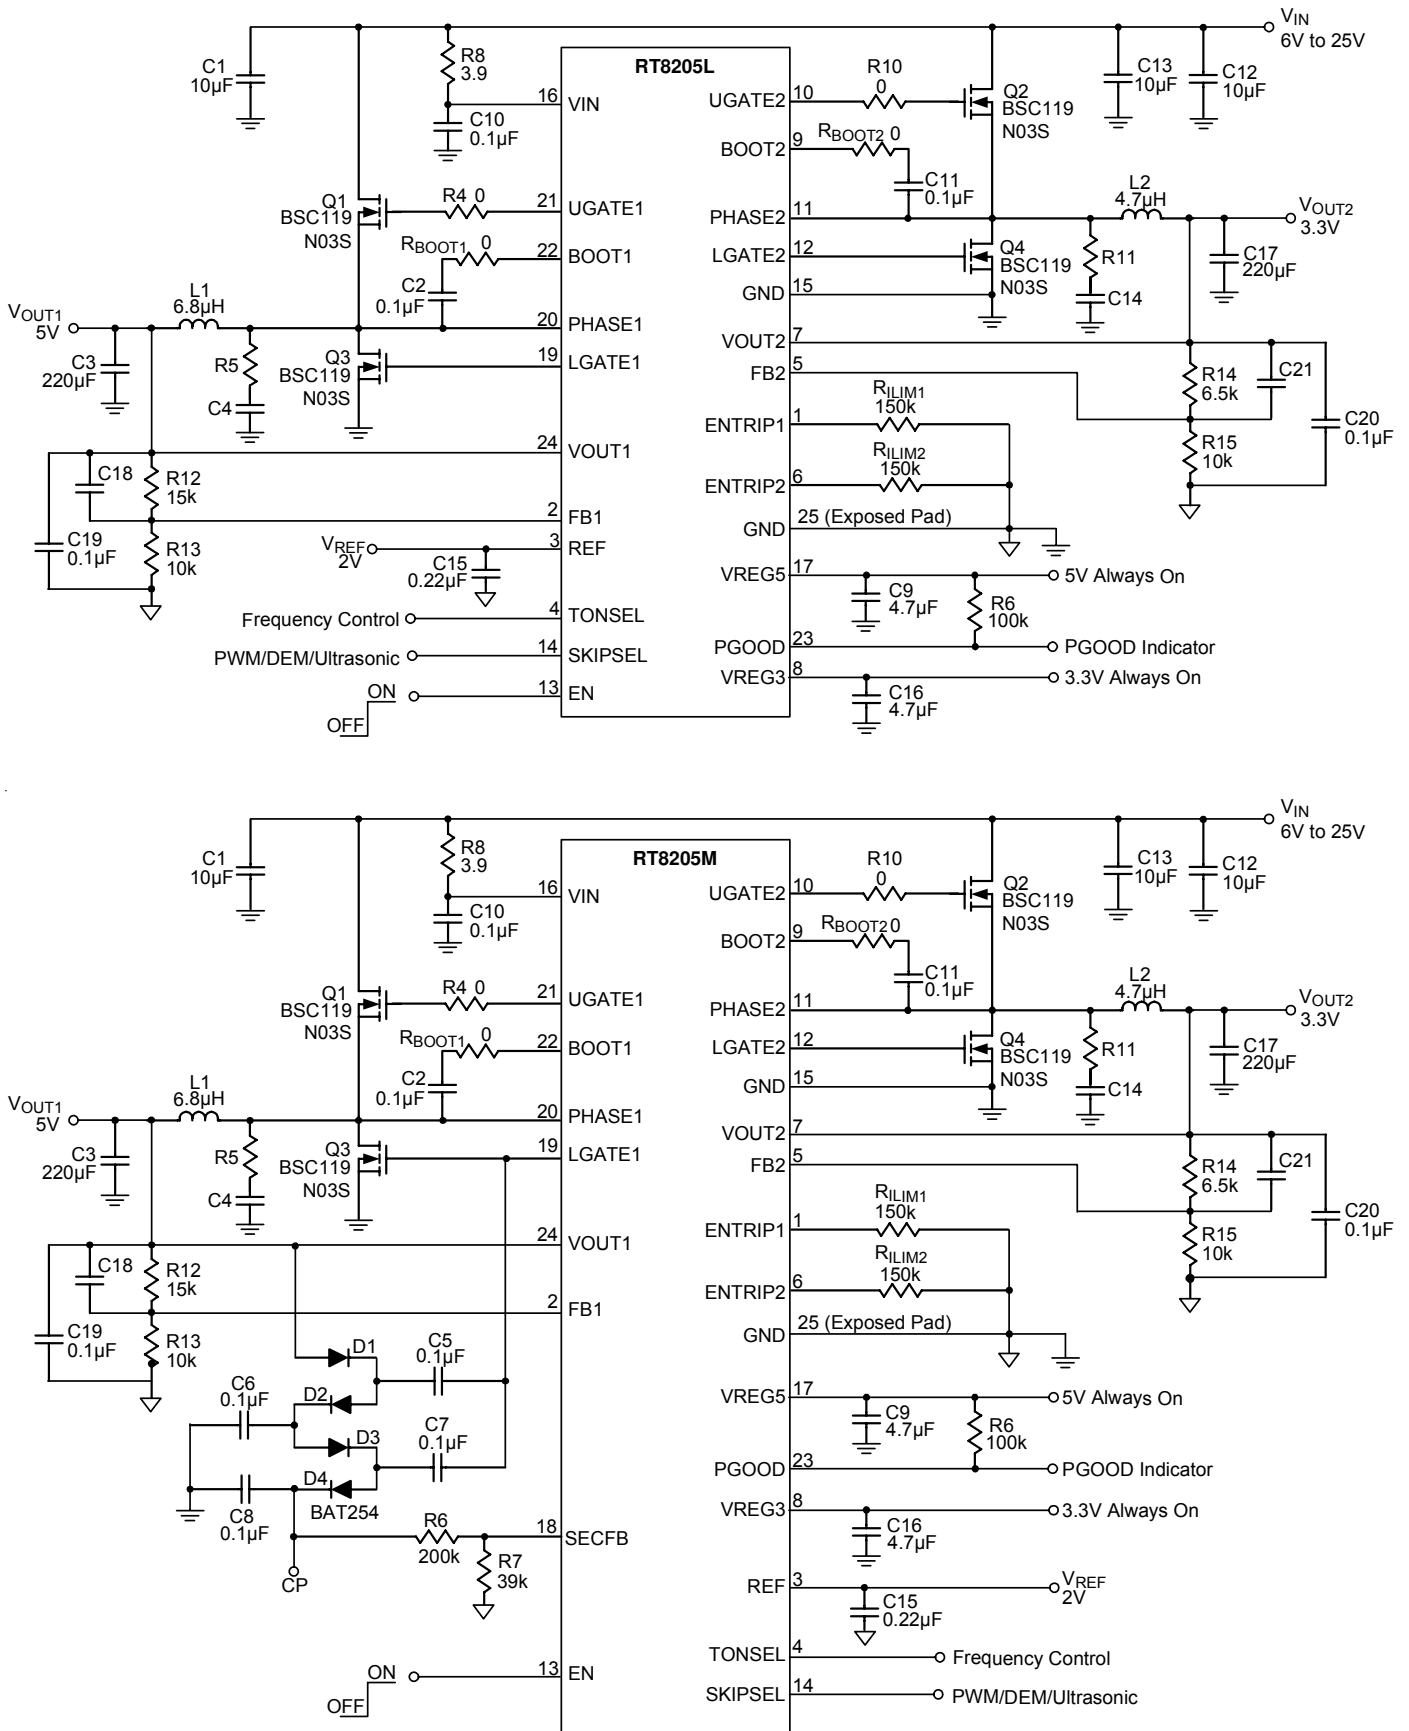 VIN
6V to 25V
C1
10µF
R8
3.9
C10
0.1µF
RT8205L
16 VIN
UGATE2 10
R10
0
Q2
BSC119
N03S
C13
10µF
C12
10µF
BOOT2 9
RBOOT2 0
C11
0.1µF
Q1
BSC119
N03S
R4 0
21 UGATE1
PHASE2 11
L2
4.7µH
VOUT2
3.3V
RBOOT1 0
22 BOOT1
LGATE2 12
Q4
BSC119
N03S
R11
C14
C17
220µF
C2
0.1µF
GND 15
VOUT1
5V
L1
6.8µH
20 PHASE1
VOUT2 7
C3
220µF
R5
C4
Q3
BSC119
N03S
19 LGATE1
FB2 5
R14
6.5k
C21
RILIM1
150k
ENTRIP1 1
C20
0.1µF
24 VOUT1
RILIM2
150k
R15
10k
C18
R12
15k
ENTRIP2 6
2 FB1
GND 25 (Exposed Pad)
C19
0.1µF
R13
10k
VREF
2V
3 REF
C15
0.22µF
VREG5 17
5V Always On
C9
4.7µF
R6
100k
Frequency Control
4 TONSEL
PGOOD 23
PGOOD Indicator
PWM/DEM/Ultrasonic
14 SKIPSEL
VREG3 8
3.3V Always On
ON
OFF
13 EN
C16
4.7µF
VIN
6V to 25V
C1
10µF
R8
3.9
C10
0.1µF
RT8205M
16 VIN
UGATE2 10
R10
0
Q2
BSC119
N03S
C13
10µF
C12
10µF
BOOT2 9
RBOOT2 0
C11
0.1µF
Q1
BSC119
N03S
R4 0
21 UGATE1
PHASE2 11
L2
4.7µH
VOUT2
3.3V
RBOOT1 0
22 BOOT1
LGATE2 12
Q4
BSC119
N03S
R11
C14
C17
220µF
C2
0.1µF
GND 15
VOUT1
5V
L1
6.8µH
20 PHASE1
VOUT2 7
C3
220µF
R5
C4
Q3
BSC119
N03S
19 LGATE1
FB2 5
R14
6.5k
C21
RILIM1
150k
ENTRIP1 1
C20
0.1µF
24 VOUT1
R15
10k
RILIM2
150k
C18
R12
15k
ENTRIP2 6
2 FB1
GND 25 (Exposed Pad)
C19
0.1µF
R13
10k
D1
C5
0.1µF
C6
0.1µF
D2
VREG5 17
5V Always On
C9
4.7µF
R6
100k
D3
C7
0.1µF
PGOOD 23
PGOOD Indicator
D4
BAT254
C8
0.1µF
VREG3 8
3.3V Always On
C16
4.7µF
R6
200k
18 SECFB
R7
39k
CP
REF 3
VREF
2V
C15
0.22µF
TONSEL 4
Frequency Control
ON
OFF
13 EN
SKIPSEL 14
PWM/DEM/Ultrasonic